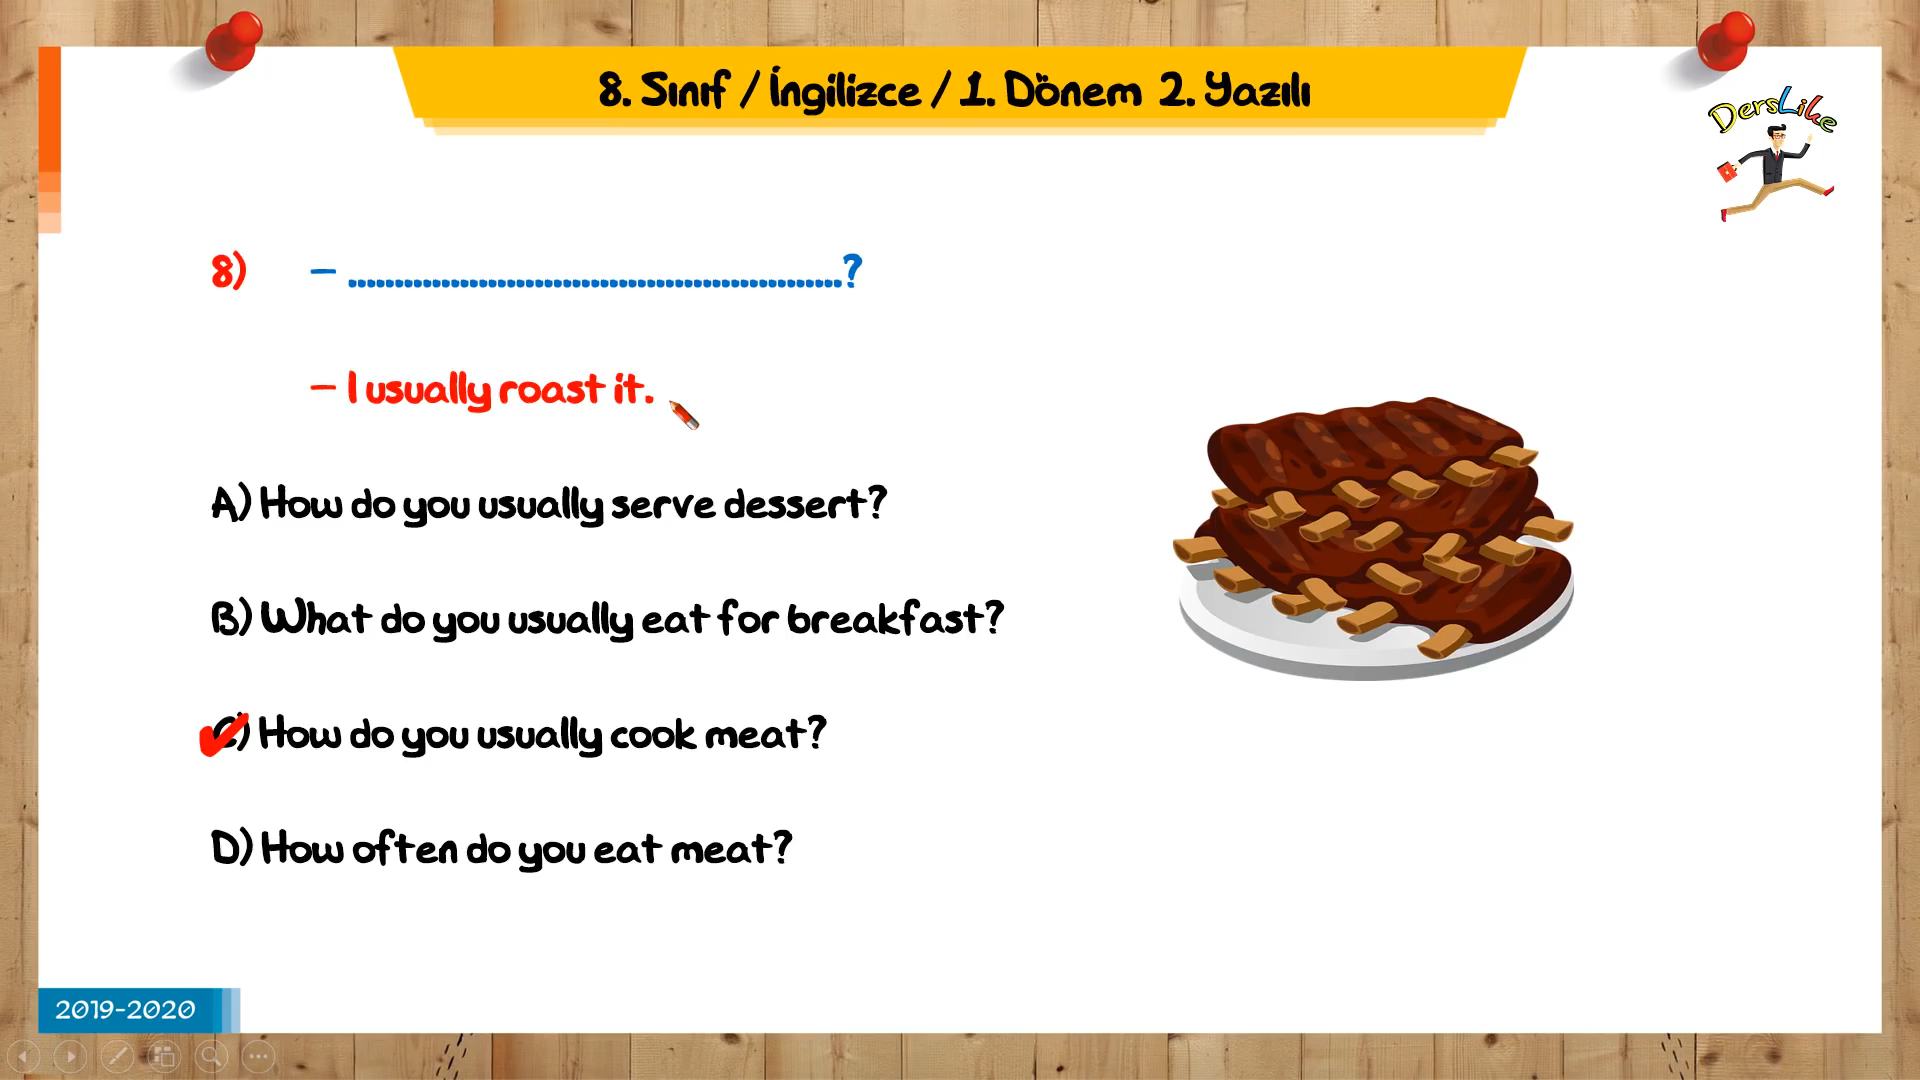 8. Sınıf / İngilizce / 1. Dönem 2. Yazılı
DersLike
8) – .....................................................?
– I usually roast it.
A) How do you usually serve dessert?
B) What do you usually eat for breakfast?
C) How do you usually cook meat?
D) How often do you eat meat?
2019-2020